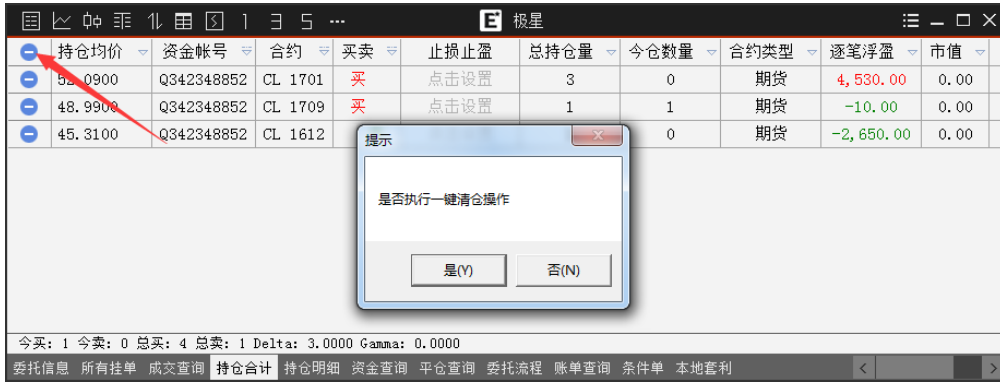 1 E 极星
持仓均价 资金帐号 合约 买卖 止损止盈 总持仓量 今仓数量 合约类型 逐笔浮盈 市值
52.0900 Q342348852 CL 1701 买 点击设置 3 0 期货 4,530.00 0.00
48.9900 Q342348852 CL 1709 买 点击设置 1 1 期货 -10.00 0.00
45.3100 Q342348852 CL 1612 0 期货 -2,650.00 0.00
提示
是否执行一键清仓操作
是(Y) 否(N)
今买: 1 今卖: 0 总买: 4 总卖: 1 Delta: 3.0000 Gamma: 0.0000
委托信息 所有挂单 成交查询 持仓合计 持仓明细 资金查询 平仓查询 委托流程 账单查询 条件单 本地套利